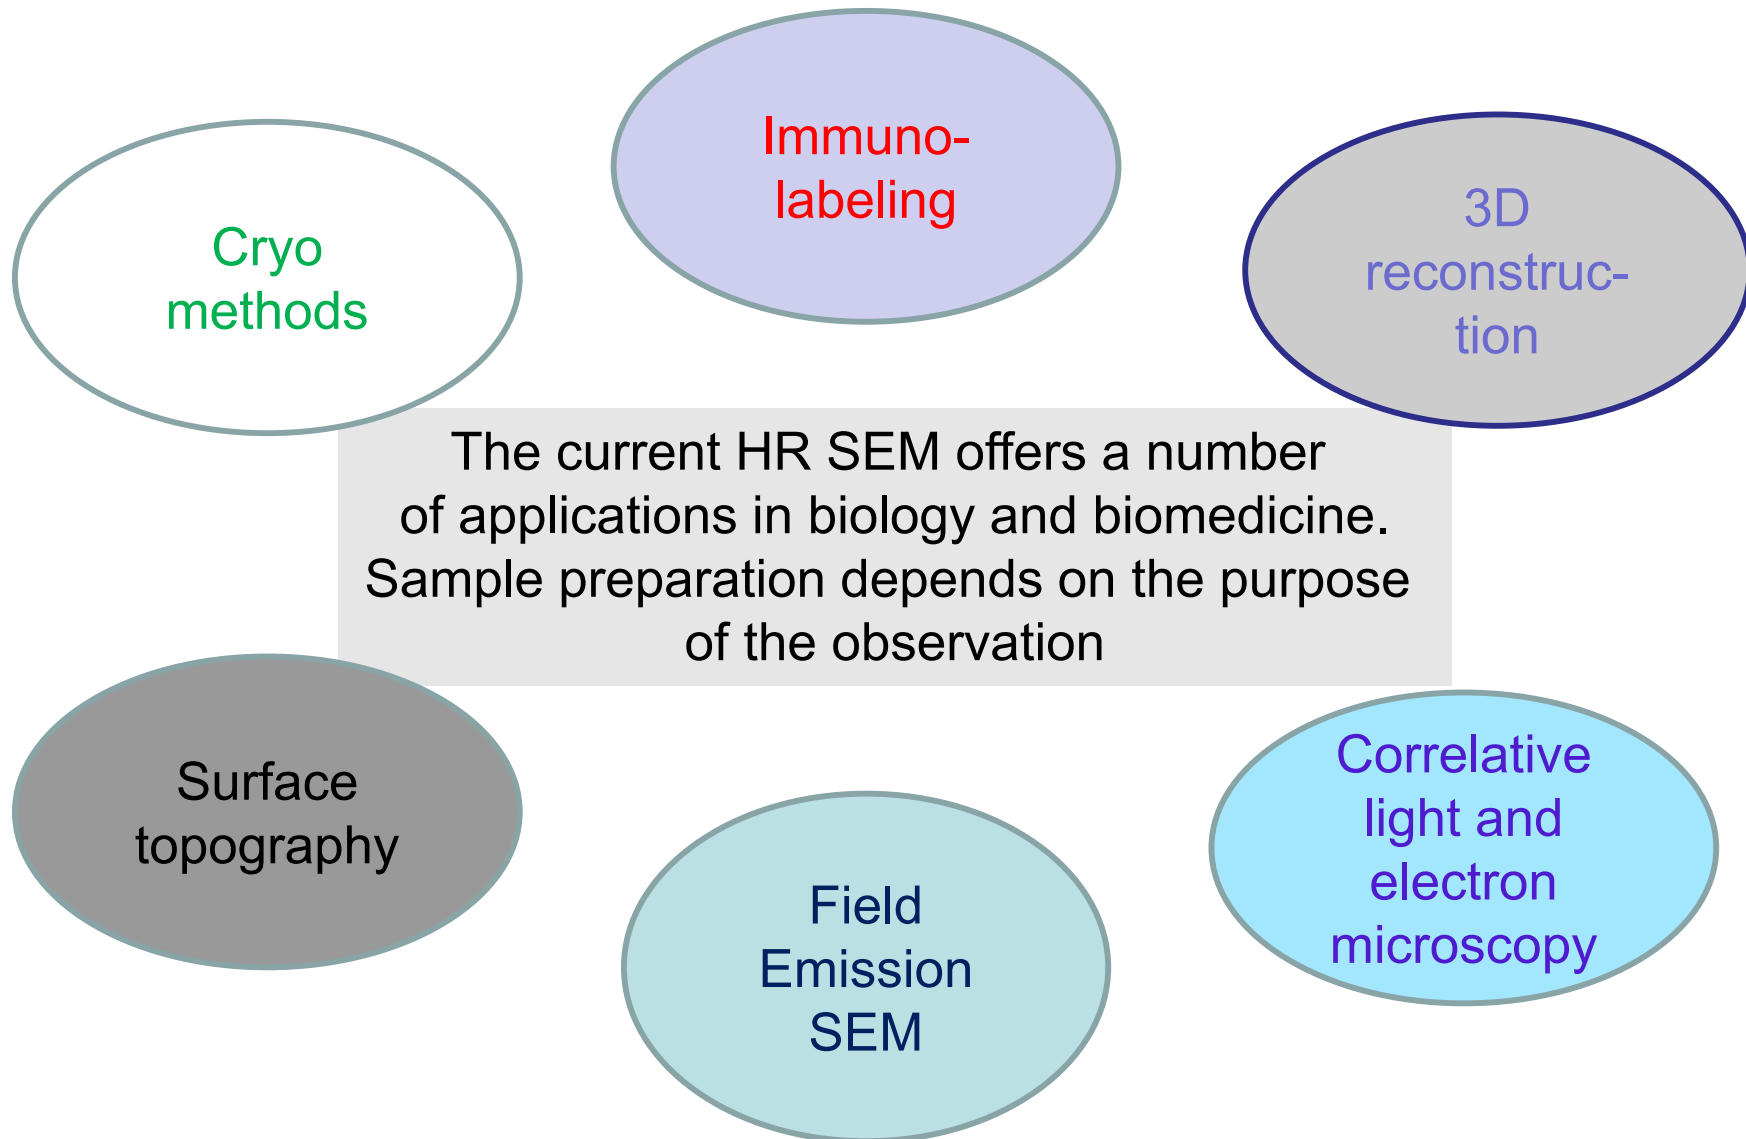 Immuno-
labeling
Cryo
methods
3D
reconstruc-
tion
The current HR SEM offers a number
of applications in biology and biomedicine.
Sample preparation depends on the purpose
of the observation
Surface
topography
Field
Emission
SEM
Correlative
light and
electron
microscopy